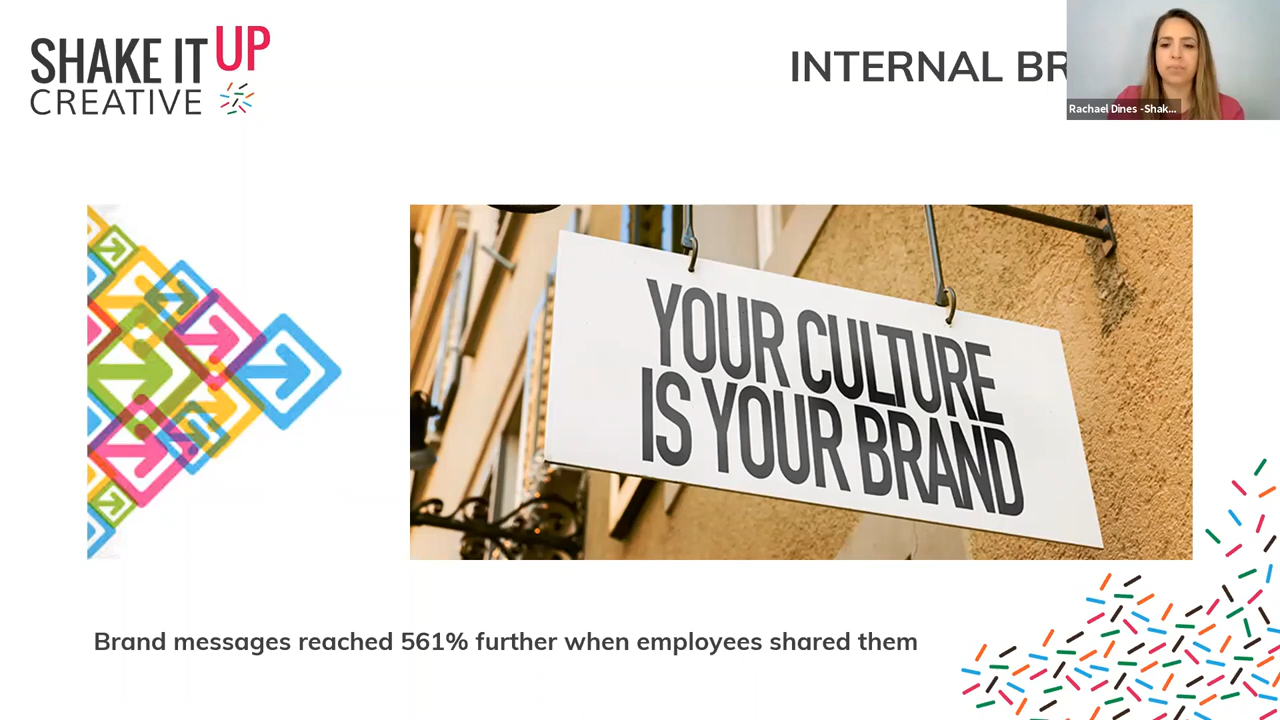 SHAKE IT UP
CREATIVE
INTERNAL BR
Rachael Dines -Shak...
YOUR CULTURE
IS YOUR BRAND
Brand messages reached 561% further when employees shared them